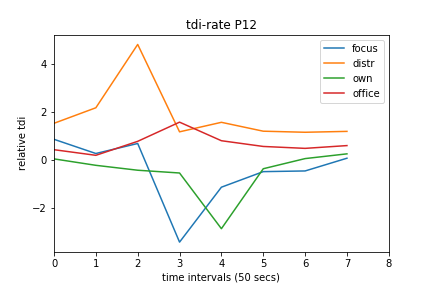 tdi-rate P12
focus
distr
own
office
relative tdi
4
2
0
−2
0 1 2 3 4 5 6 7 8
time intervals (50 secs)